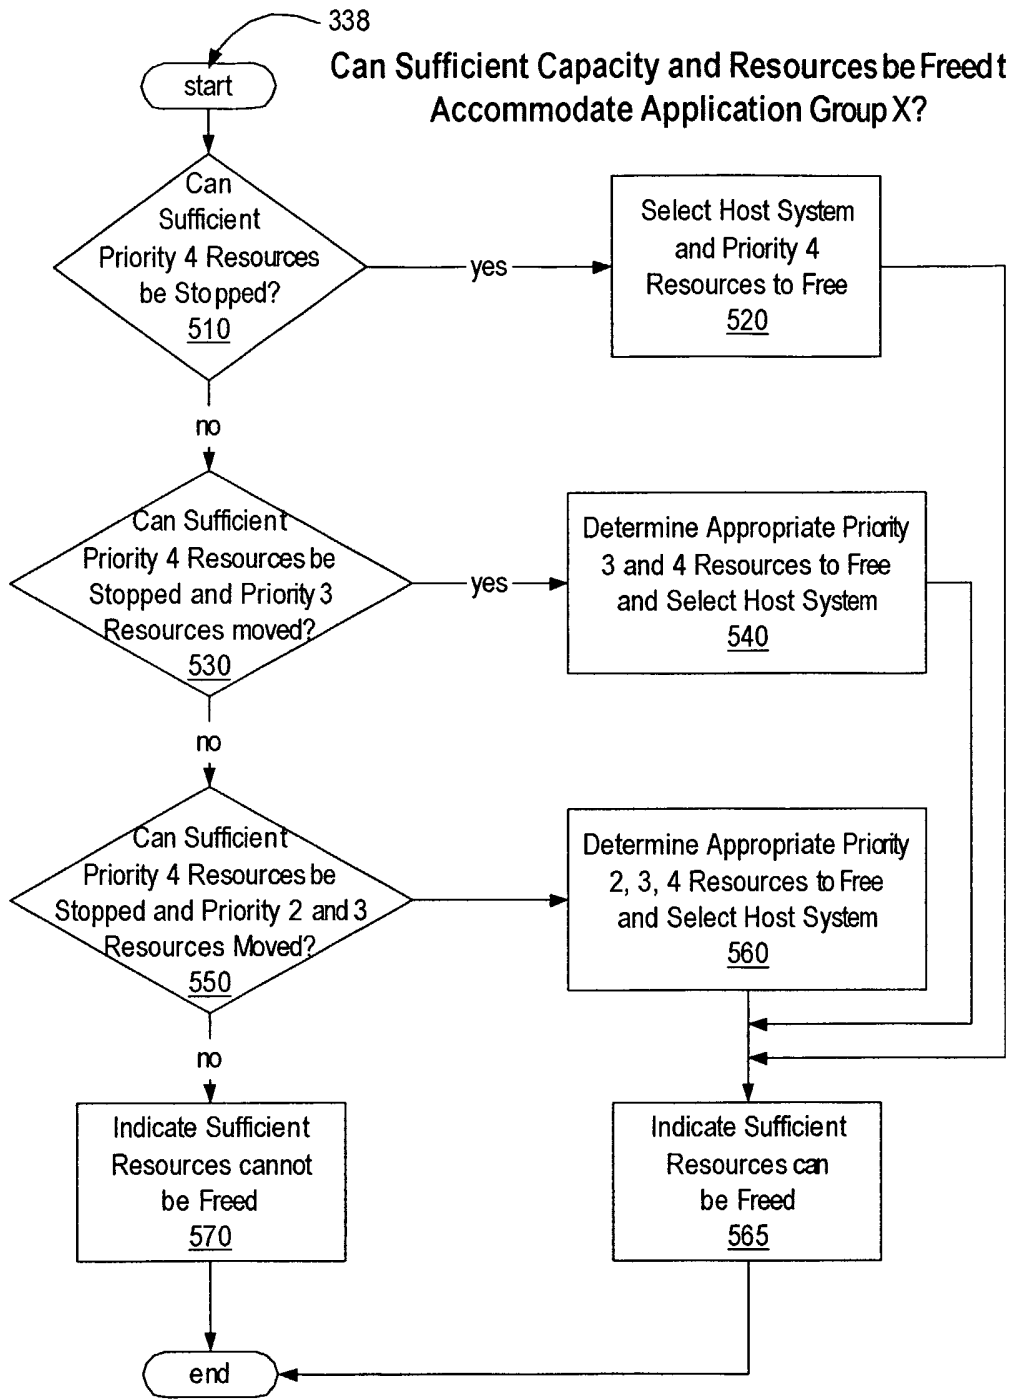 338
Can Sufficient Capacity and Resources be Freed t
Accommodate Application Group X?
start
Can
Sufficient
Priority 4 Resources
be Stopped?
510
yes
Select Host System
and Priority 4
Resources to Free
520
no
Can Sufficient
Priority 4 Resources be
Stopped and Priority 3
Resources moved?
530
yes
Determine Appropriate Priority
3 and 4 Resources to Free
and Select Host System
540
no
Can Sufficient
Priority 4 Resources be
Stopped and Priority 2 and 3
Resources Moved?
550
Determine Appropriate Priority
2, 3, 4 Resources to Free
and Select Host System
560
no
Indicate Sufficient
Resources cannot
be Freed
570
Indicate Sufficient
Resources can
be Freed
565
end